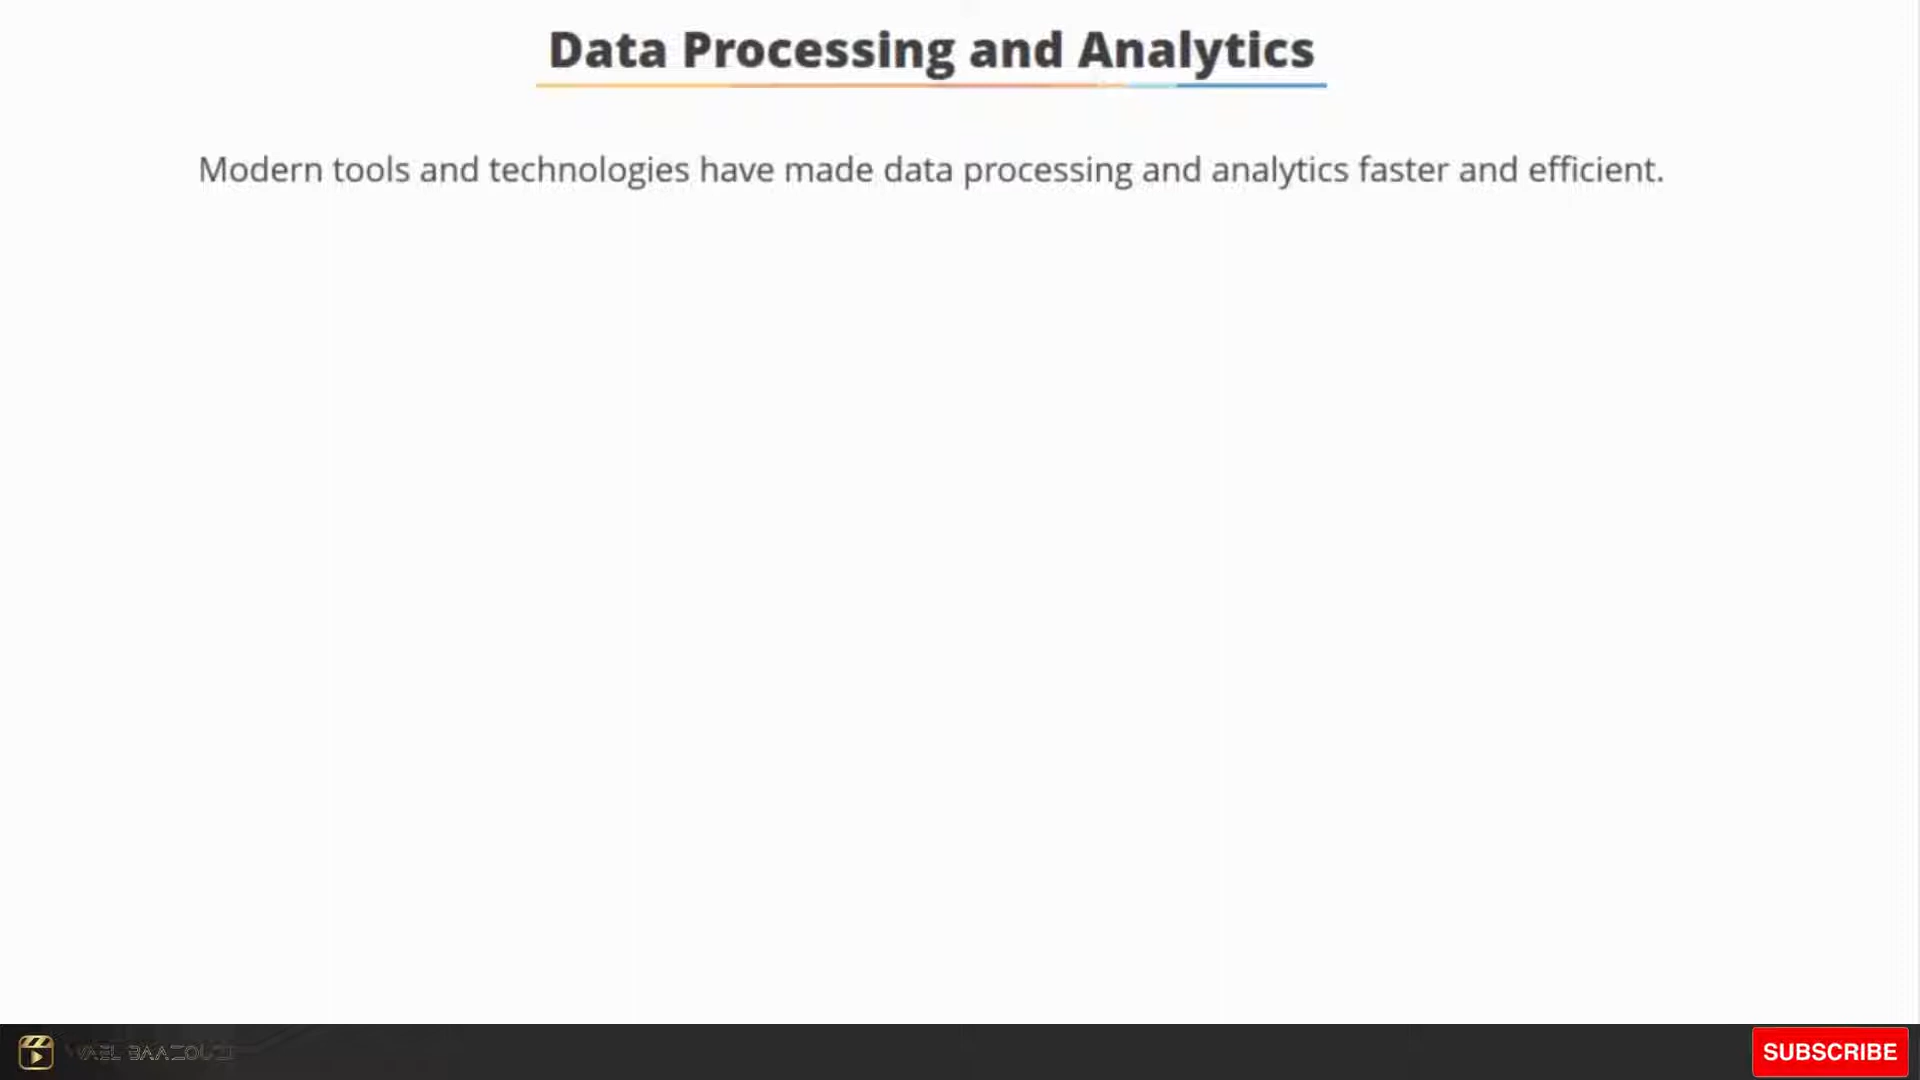 Data Processing and Analytics
Modern tools and technologies have made data processing and analytics faster and efficient.
SUBSCRIBE